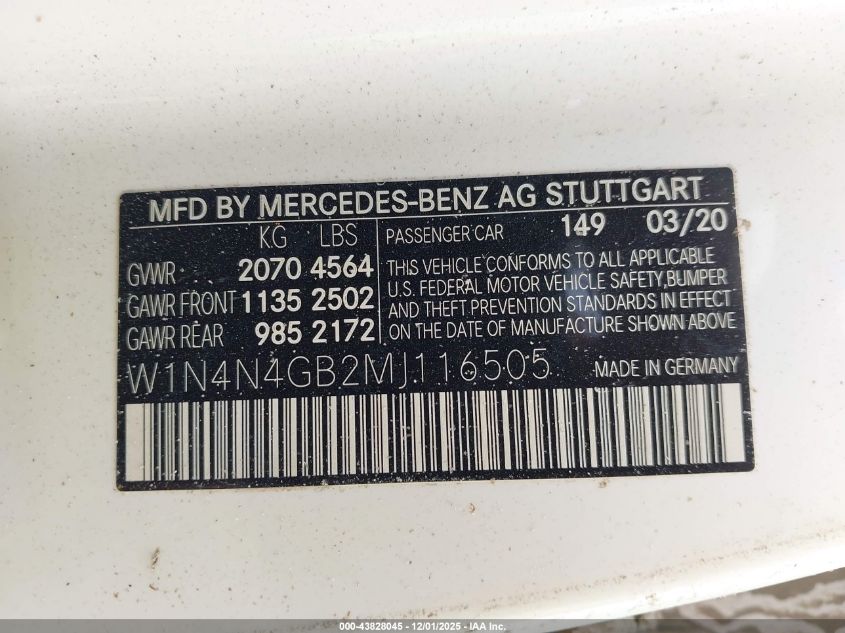 MFD BY MERCEDES-BENZ AG STUTTGART
KG LBS
PASSENGER CAR 149 03/20
GVWR 2070 4564
GAWR FRONT 1135 2502
GAWR REAR 985 2172
THIS VEHICLE CONFORMS TO ALL APPLICABLE
U.S. FEDERAL MOTOR VEHICLE SAFETY, BUMPER
AND THEFT PREVENTION STANDARDS IN EFFECT
ON THE DATE OF MANUFACTURE SHOWN ABOVE
W1N4N4GB2MJ116505 MADE IN GERMANY
000-43828045 - 12/01/2025 - IAA Inc.